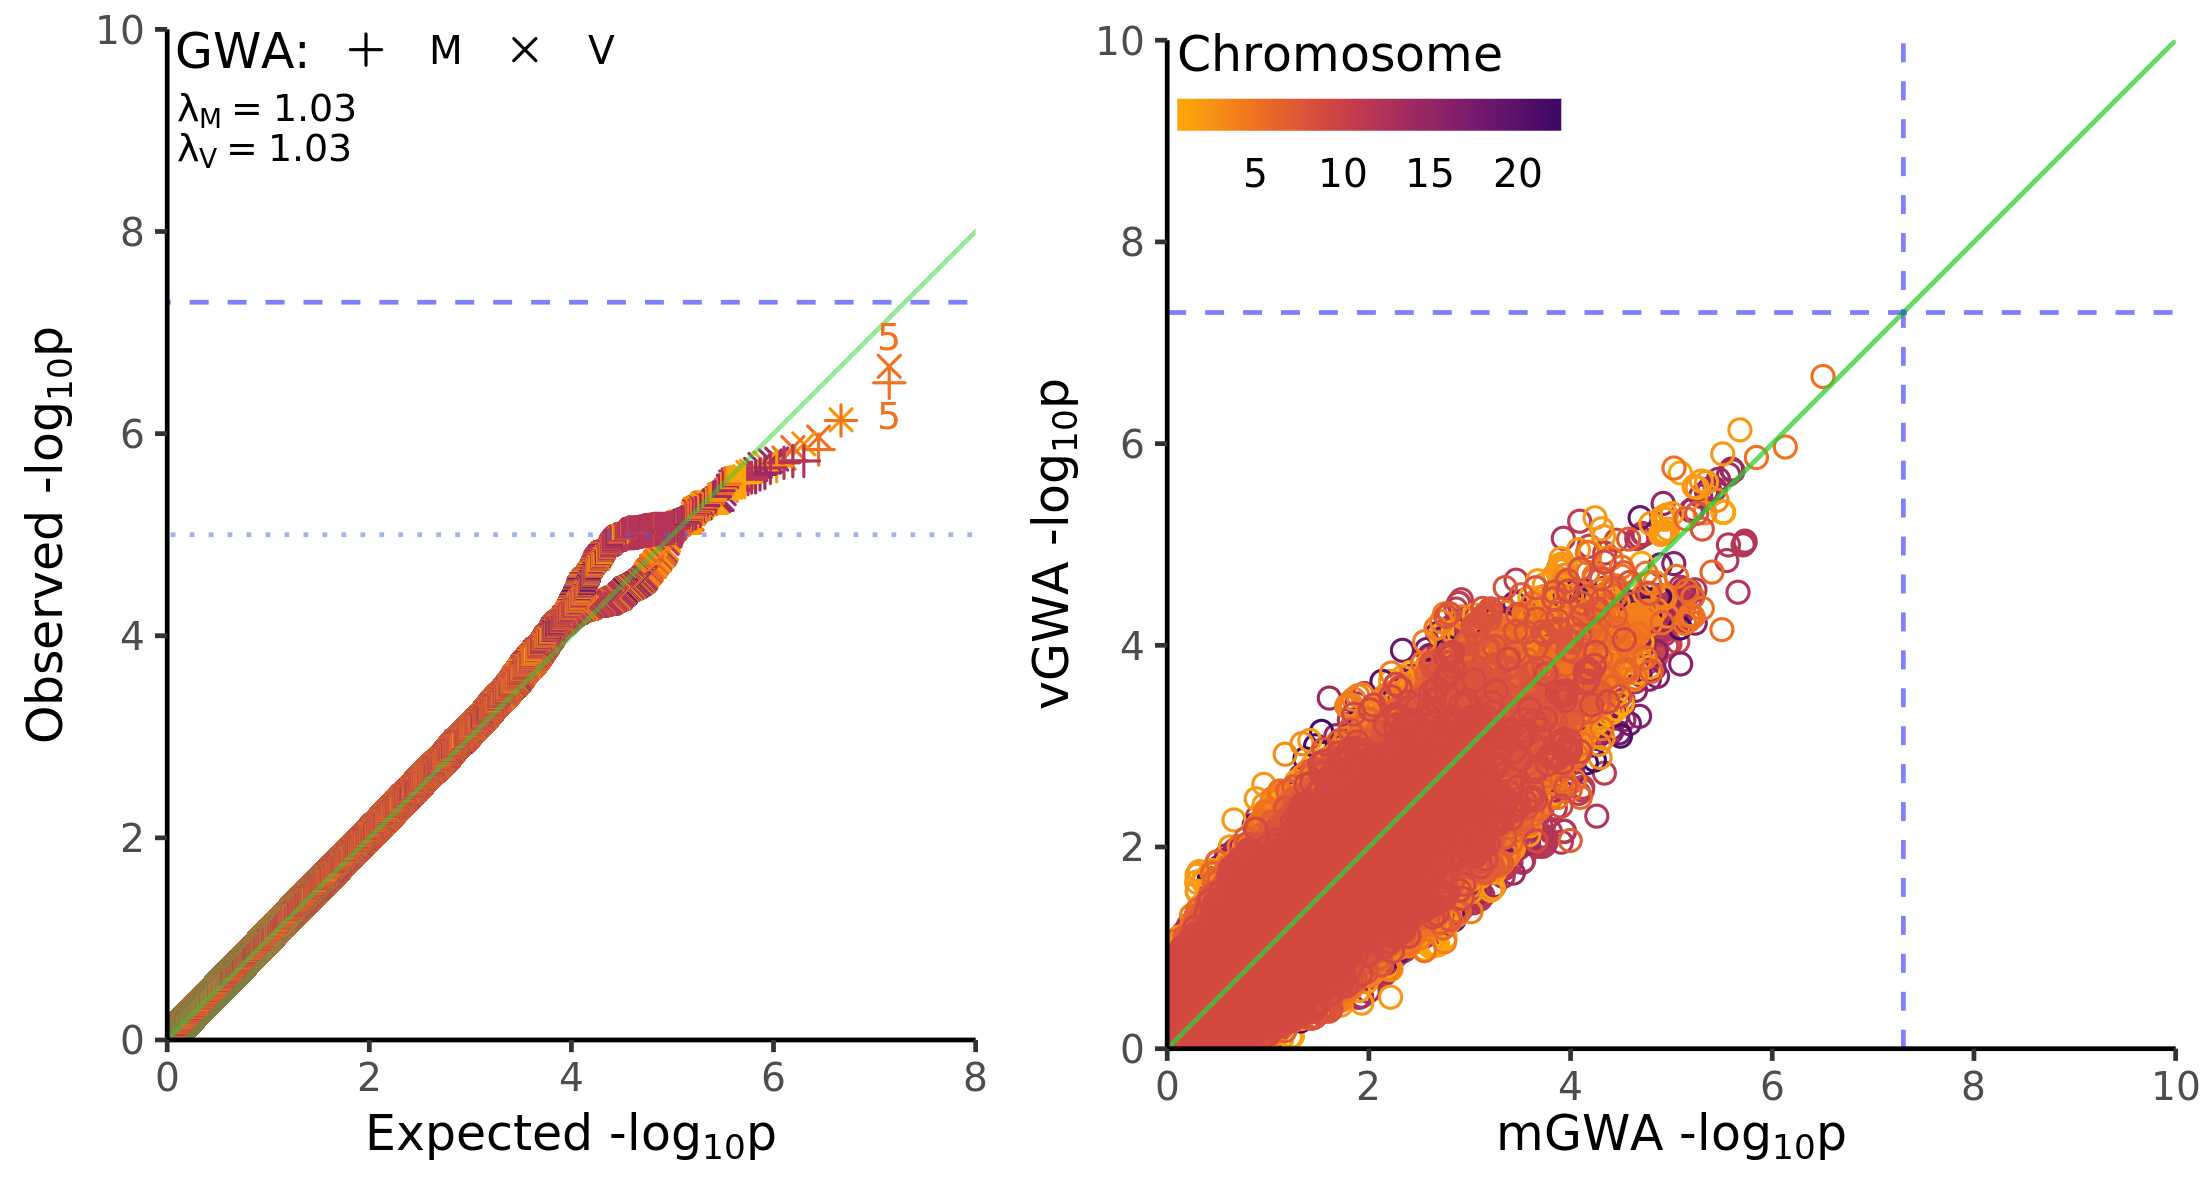 GWA: + M × V
λM = 1.03
λV = 1.03
10
8
6
4
2
0
5
5
0 2 4 6 8
Expected -log10p
Observed -log10p
Chromosome
5 10 15 20
10
8
6
4
2
0
0 2 4 6 8 10
mGWA -log10p
vGWA -log10p